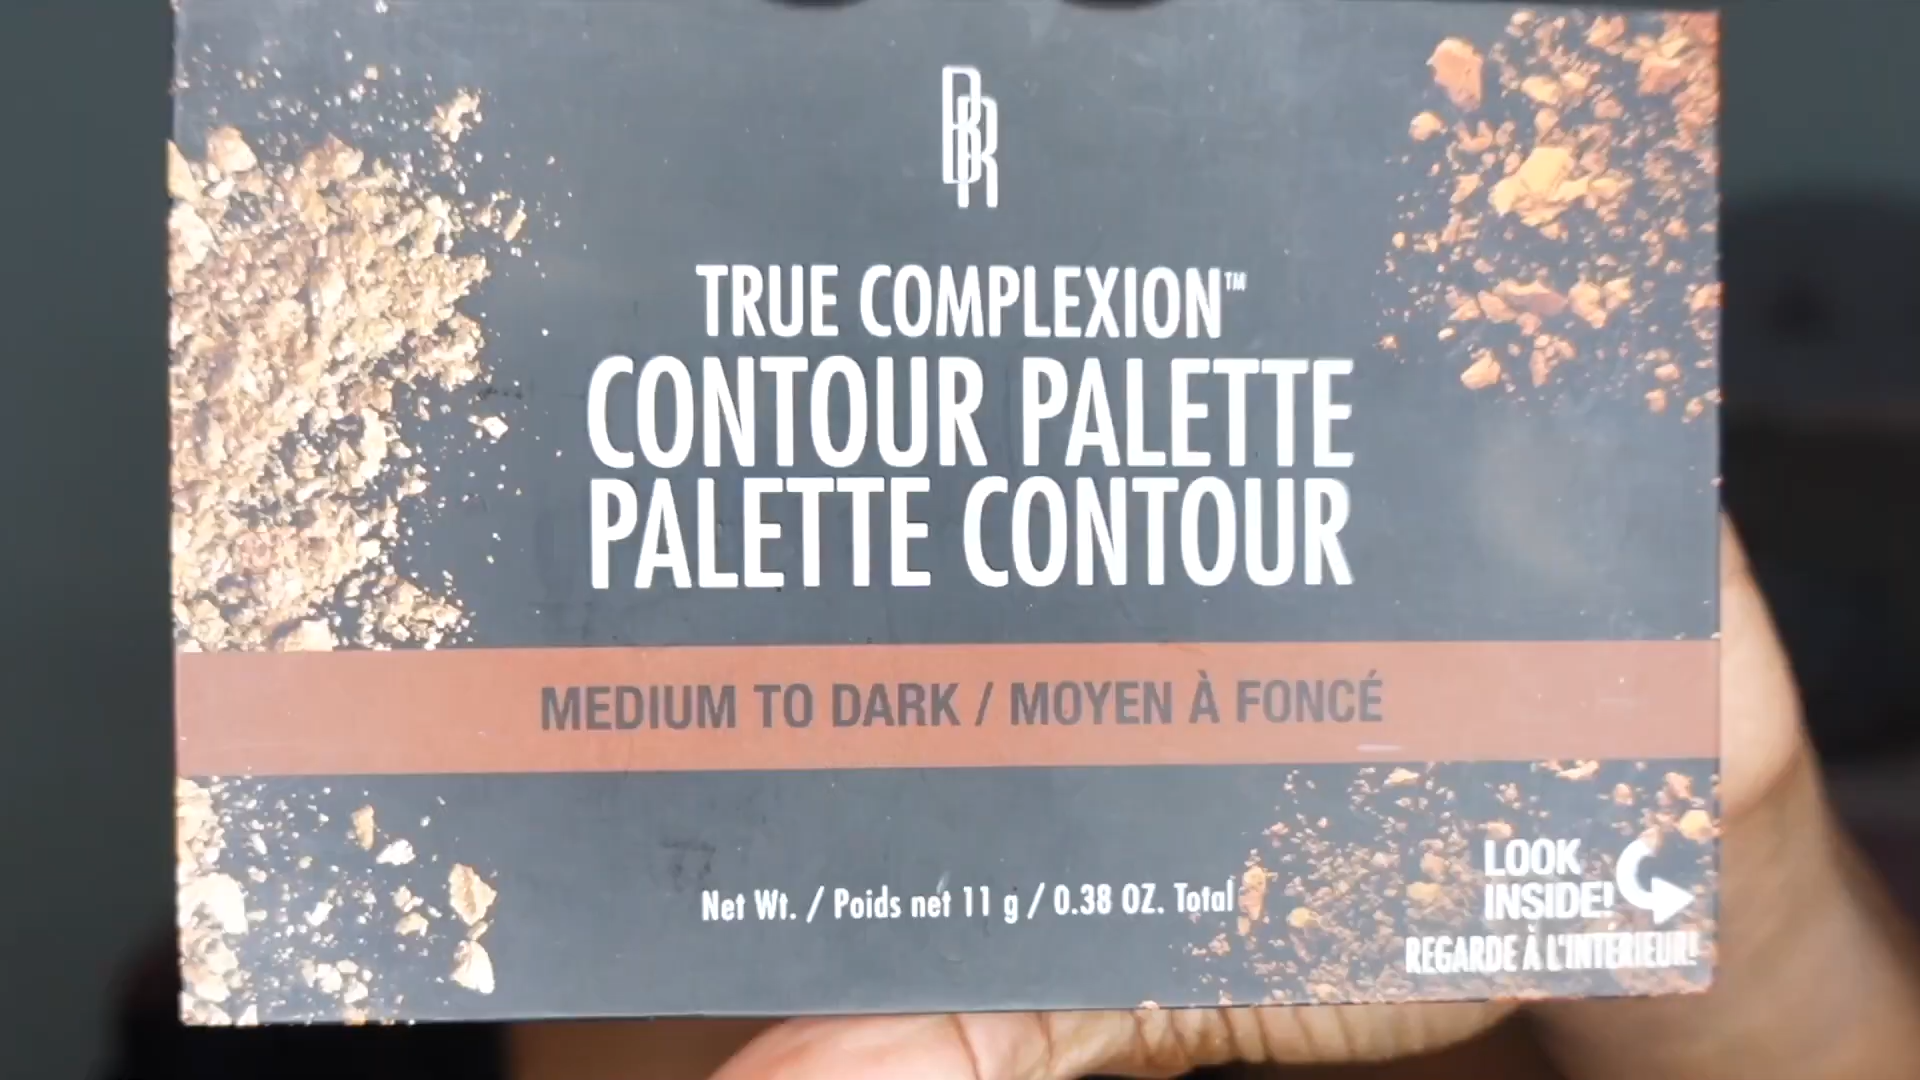 BR
TRUE COMPLEXION™
CONTOUR PALETTE
PALETTE CONTOUR
MEDIUM TO DARK / MOYEN À FONCÉ
Net Wt. / Poids net 11 g / 0.38 OZ. Total
LOOK
INSIDE!
REGARDE À L'INTÉRIEUR!